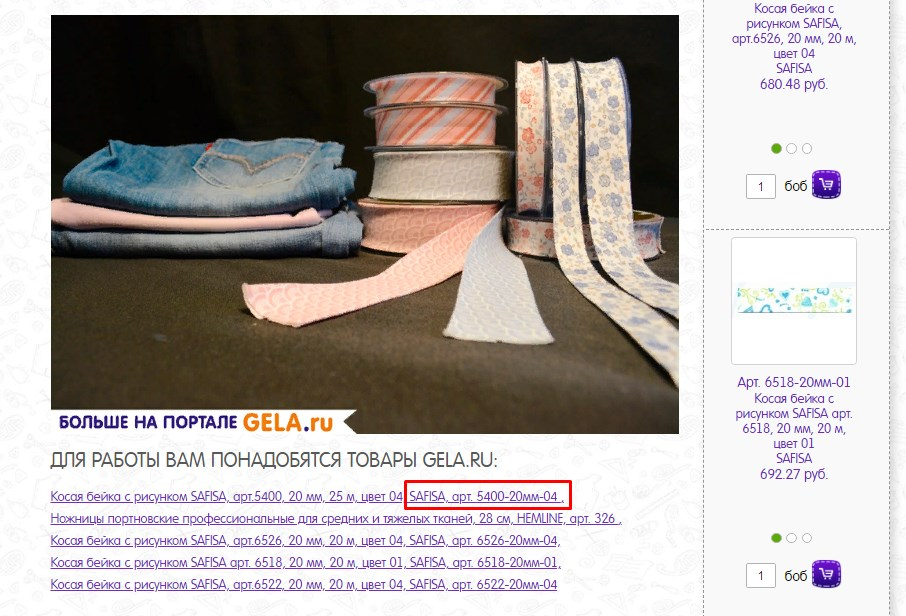 Косая бейка с
рисунком SAFISA,
арт.6526, 20 мм, 20 м,
цвет 04
SAFISA
680.48 руб.
1 боб
БОЛЬШЕ НА ПОРТАЛЕ GELA.ru
ДЛЯ РАБОТЫ ВАМ ПОНАДОБЯТСЯ ТОВАРЫ GELA.RU:
Косая бейка с рисунком SAFISA, арт.5400, 20 мм, 25 м, цвет 04, SAFISA, арт. 5400-20мм-04 ,
Ножницы портновские профессиональные для средних и тяжелых тканей, 28 см, HEMLINE, арт. 326 ,
Косая бейка с рисунком SAFISA, арт.6526, 20 мм, 20 м, цвет 04, SAFISA, арт. 6526-20мм-04,
Косая бейка с рисунком SAFISA арт. 6518, 20 мм, 20 м, цвет 01, SAFISA, арт. 6518-20мм-01,
Косая бейка с рисунком SAFISA, арт.6522, 20 мм, 20 м, цвет 04, SAFISA, арт. 6522-20мм-04
Арт. 6518-20мм-01
Косая бейка с
рисунком SAFISA арт.
6518, 20 мм, 20 м,
цвет 01
SAFISA
692.27 руб.
1 боб